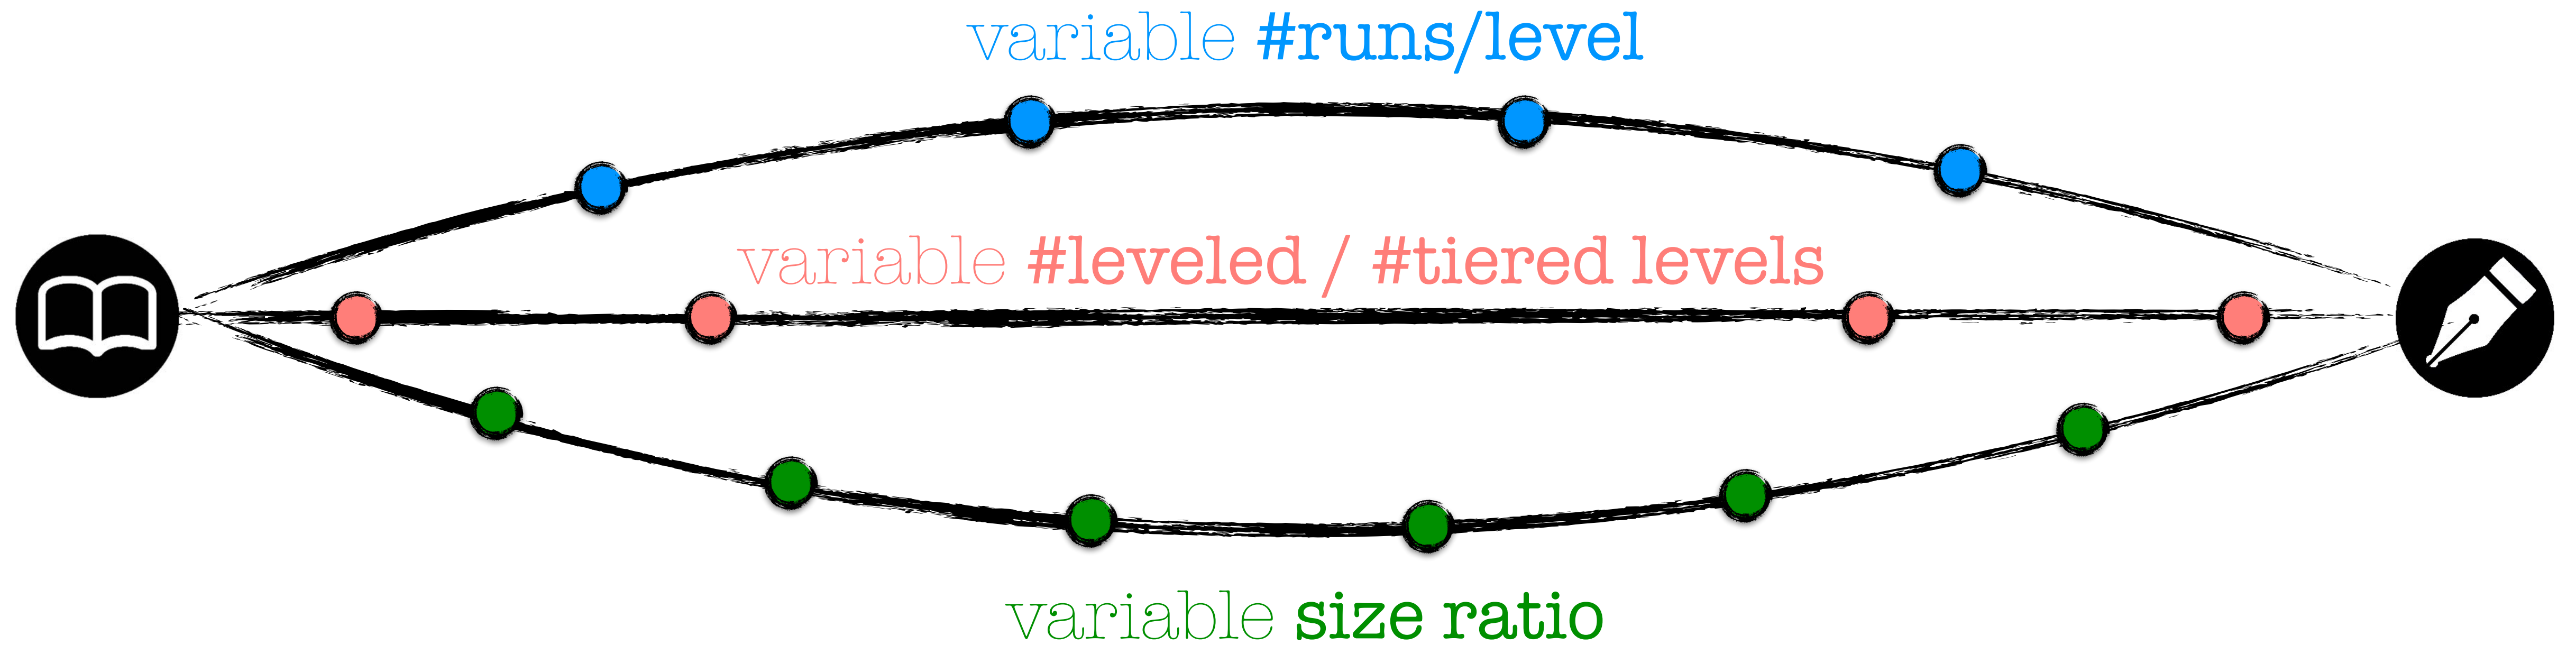 variable #runs/level
variable #leveled / #tiered levels
variable size ratio